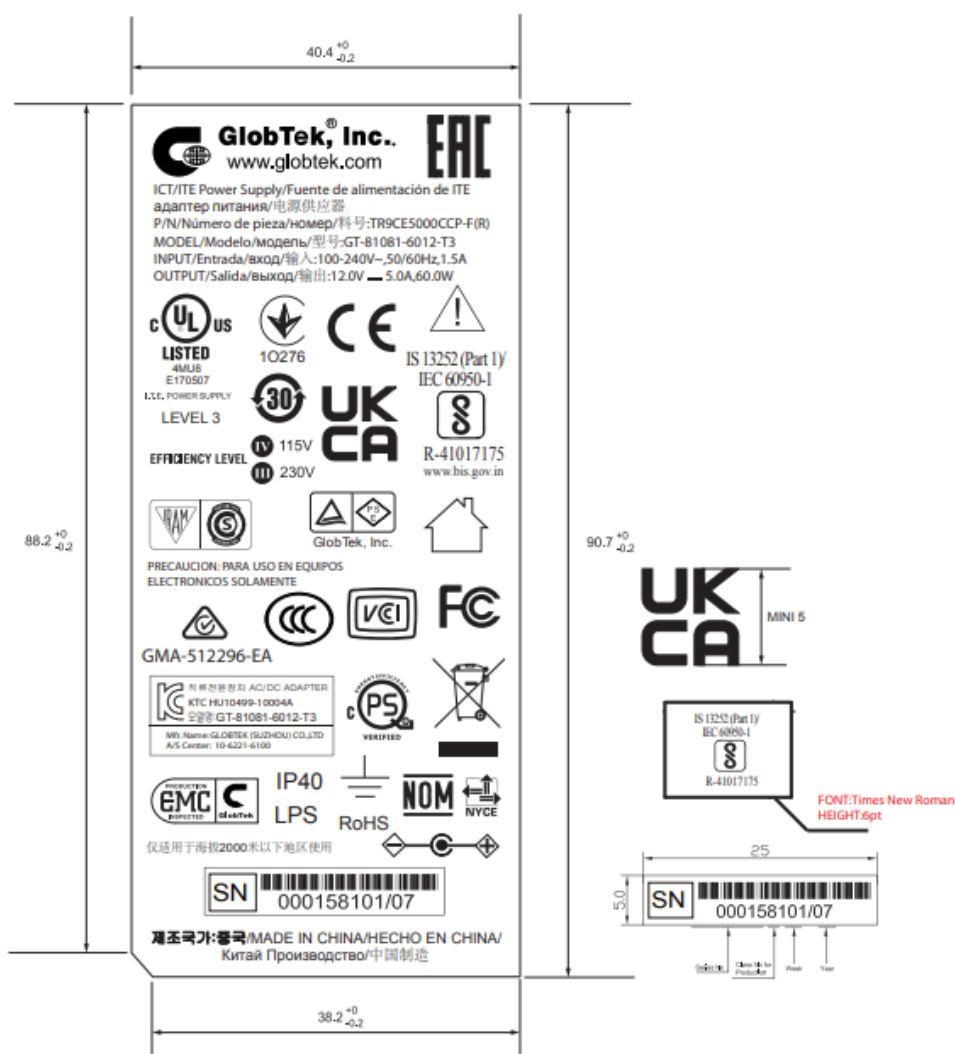 40.4 +0 -0.2
GlobTek,® Inc.
www.globtek.com
EAC
ICT/ITE Power Supply/Fuente de alimentación de ITE
адаптер питания/电源供应器
P/N/Número de pieza/номер/料号:TR9CE5000CCP-F(R)
MODEL/Modelo/модель/型号:GT-81081-6012-T3
INPUT/Entrada/вход/输入:100-240V~,50/60Hz,1.5A
OUTPUT/Salida/выход/输出:12.0V 5.0A,60.0W
C UL US
LISTED
4MU8
E170507
I.T.E. POWER SUPPLY
LEVEL 3
10276
CE
IS 13252 (Part 1)/
IEC 60950-1
R-41017175
www.bis.gov.in
30
UK
CA
EFFICIENCY LEVEL
IV 115V
III 230V
IRAM
S
PS
E
GlobTek, Inc.
88.2 +0 -0.2
90.7 +0 -0.2
PRECAUCION: PARA USO EN EQUIPOS
ELECTRONICOS SOLAMENTE
CCC
VCI
FC
GMA-512296-EA
직류전원장치 AC/DC ADAPTER
KTC HU10499-10004A
모델명:GT-81081-6012-T3
Mfr. Name: GLOBTEK (SUZHOU) CO.,LTD
A/S Center: 10-6221-6100
ENERGY EFFICIENCY
C PS
VERIFIED
PRODUCTION
EMC
INSPECTED
GlobTek
IP40
LPS
RoHS
NOM
NYCE
仅适用于海拔2000米以下地区使用
SN
000158101/07
제조국가:중국/MADE IN CHINA/HECHO EN CHINA/
Китай Производство/中国制造
38.2 +0 -0.2
UK
CA
MINI 5
IS 13252 (Part 1)/
IEC 60950-1
R-41017175
FONT:Times New Roman
HEIGHT:6pt
25
5.0
SN
000158101/07
Week
Year